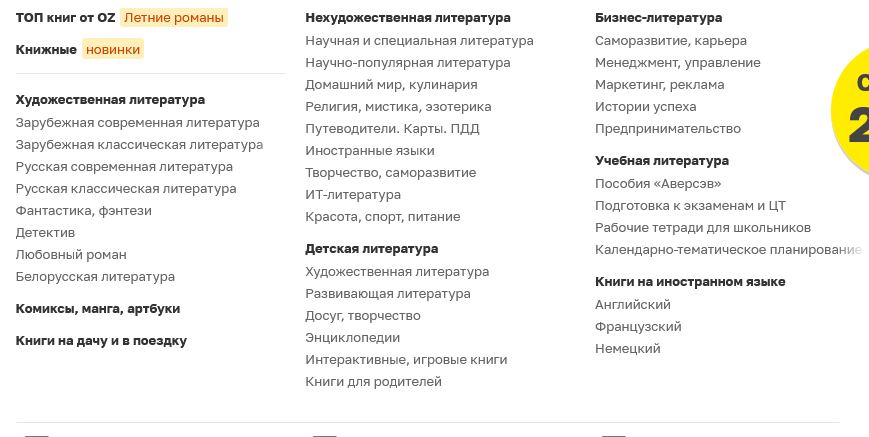 ТОП книг от OZ Летние романы
Книжные новинки
Художественная литература
Зарубежная современная литература
Зарубежная классическая литература
Русская современная литература
Русская классическая литература
Фантастика, фэнтези
Детектив
Любовный роман
Белорусская литература
Комиксы, манга, артбуки
Книги на дачу и в поездку
Нехудожественная литература
Научная и специальная литература
Научно-популярная литература
Домашний мир, кулинария
Религия, мистика, эзотерика
Путеводители. Карты. ПДД
Иностранные языки
Творчество, саморазвитие
ИТ-литература
Красота, спорт, питание
Детская литература
Художественная литература
Развивающая литература
Досуг, творчество
Энциклопедии
Интерактивные, игровые книги
Книги для родителей
Бизнес-литература
Саморазвитие, карьера
Менеджмент, управление
Маркетинг, реклама
Истории успеха
Предпринимательство
Учебная литература
Пособия «Аверсэв»
Подготовка к экзаменам и ЦТ
Рабочие тетради для школьников
Календарно-тематическое планирование
Книги на иностранном языке
Английский
Французский
Немецкий